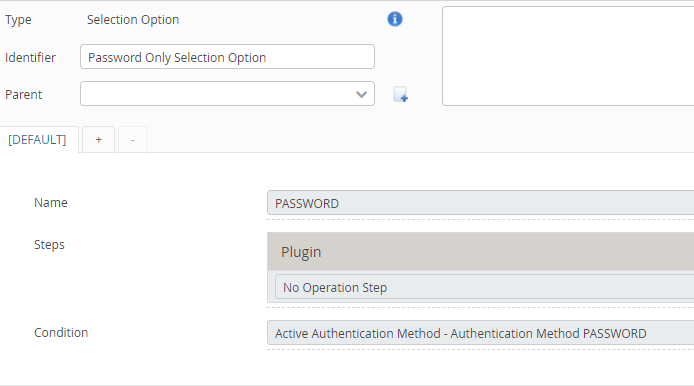 Type Selection Option
Identifier Password Only Selection Option
Parent
[DEFAULT] + -
Name PASSWORD
Steps Plugin
No Operation Step
Condition Active Authentication Method - Authentication Method PASSWORD